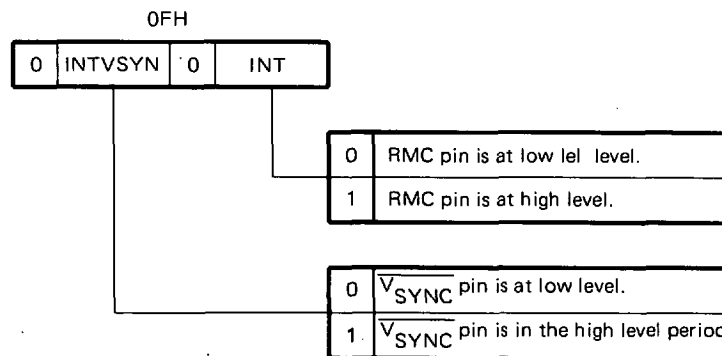 0FH
0 INTVSYN 0 INT
0 RMC pin is at low lel level.
1 RMC pin is at high level.
0 VSYNC pin is at low level.
1 VSYNC pin is in the high level period